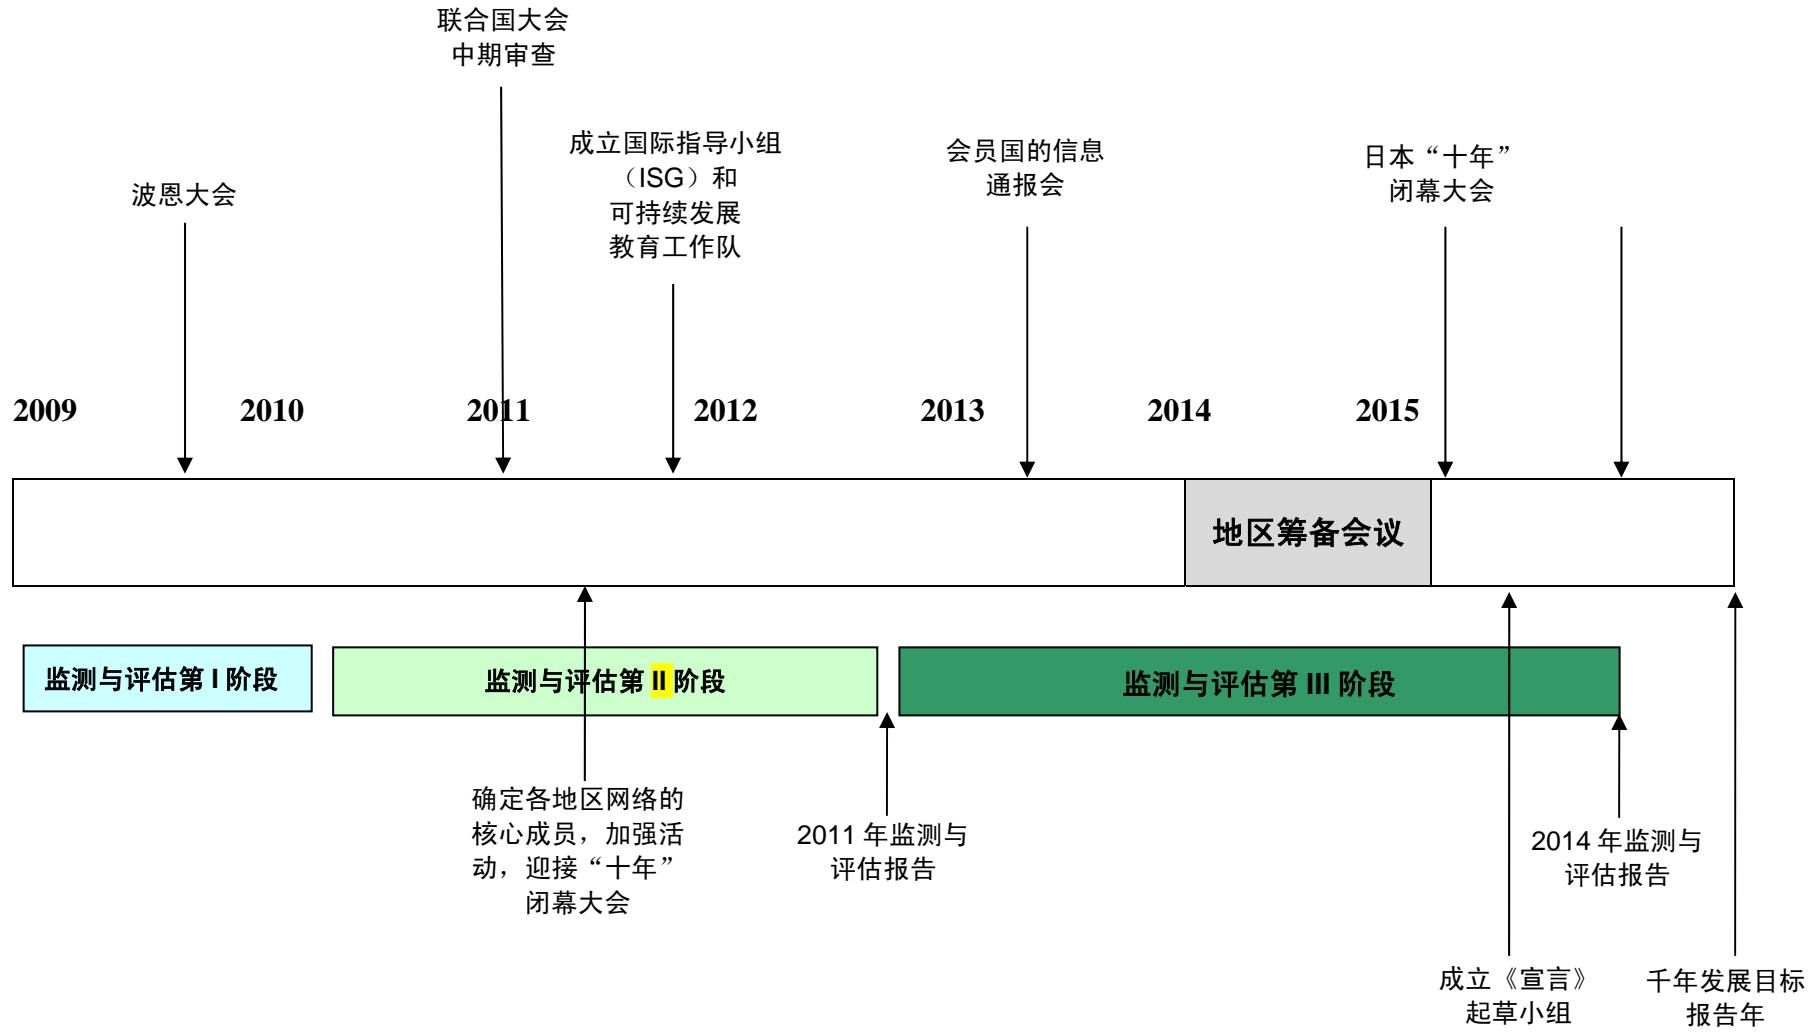 联合国大会
中期审查
成立国际指导小组
（ISG）和
可持续发展
教育工作队
会员国的信息
通报会
日本“十年”
闭幕大会
波恩大会
2009 2010 2011 2012 2013 2014 2015
地区筹备会议
监测与评估第 I 阶段
监测与评估第 II 阶段
监测与评估第 III 阶段
确定各地区网络的
核心成员，加强活
动，迎接“十年”
闭幕大会
2011 年监测与
评估报告
2014 年监测与
评估报告
成立《宣言》
起草小组
千年发展目标
报告年